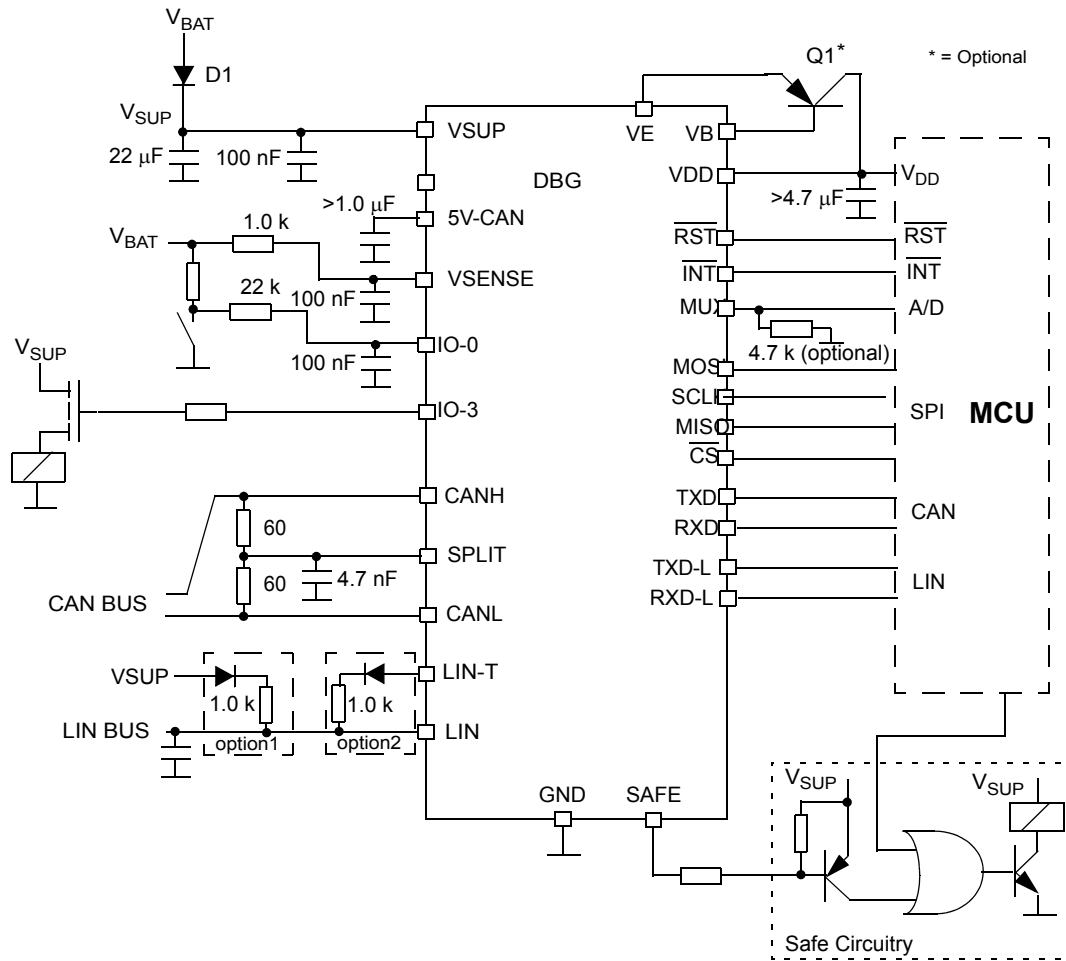 V_BAT
D1
Q1*
* = Optional
V_SUP
VE
VB
VSUP
22 μF
100 nF
DBG
VDD
V_DD
>4.7 μF
>1.0 μF
5V-CAN
V_BAT
1.0 k
RST
RST
VSENSE
INT
INT
22 k
100 nF
MUX
A/D
IO-0
4.7 k (optional)
V_SUP
100 nF
MOSI
SCLK
IO-3
SPI
MCU
MISO
CS
CANH
TXD
CAN
60
RXD
SPLIT
4.7 nF
TXD-L
60
LIN
CAN BUS
RXD-L
CANL
VSUP
LIN-T
1.0 k
1.0 k
LIN BUS
LIN
option1
option2
GND
SAFE
V_SUP
V_SUP
Safe Circuitry